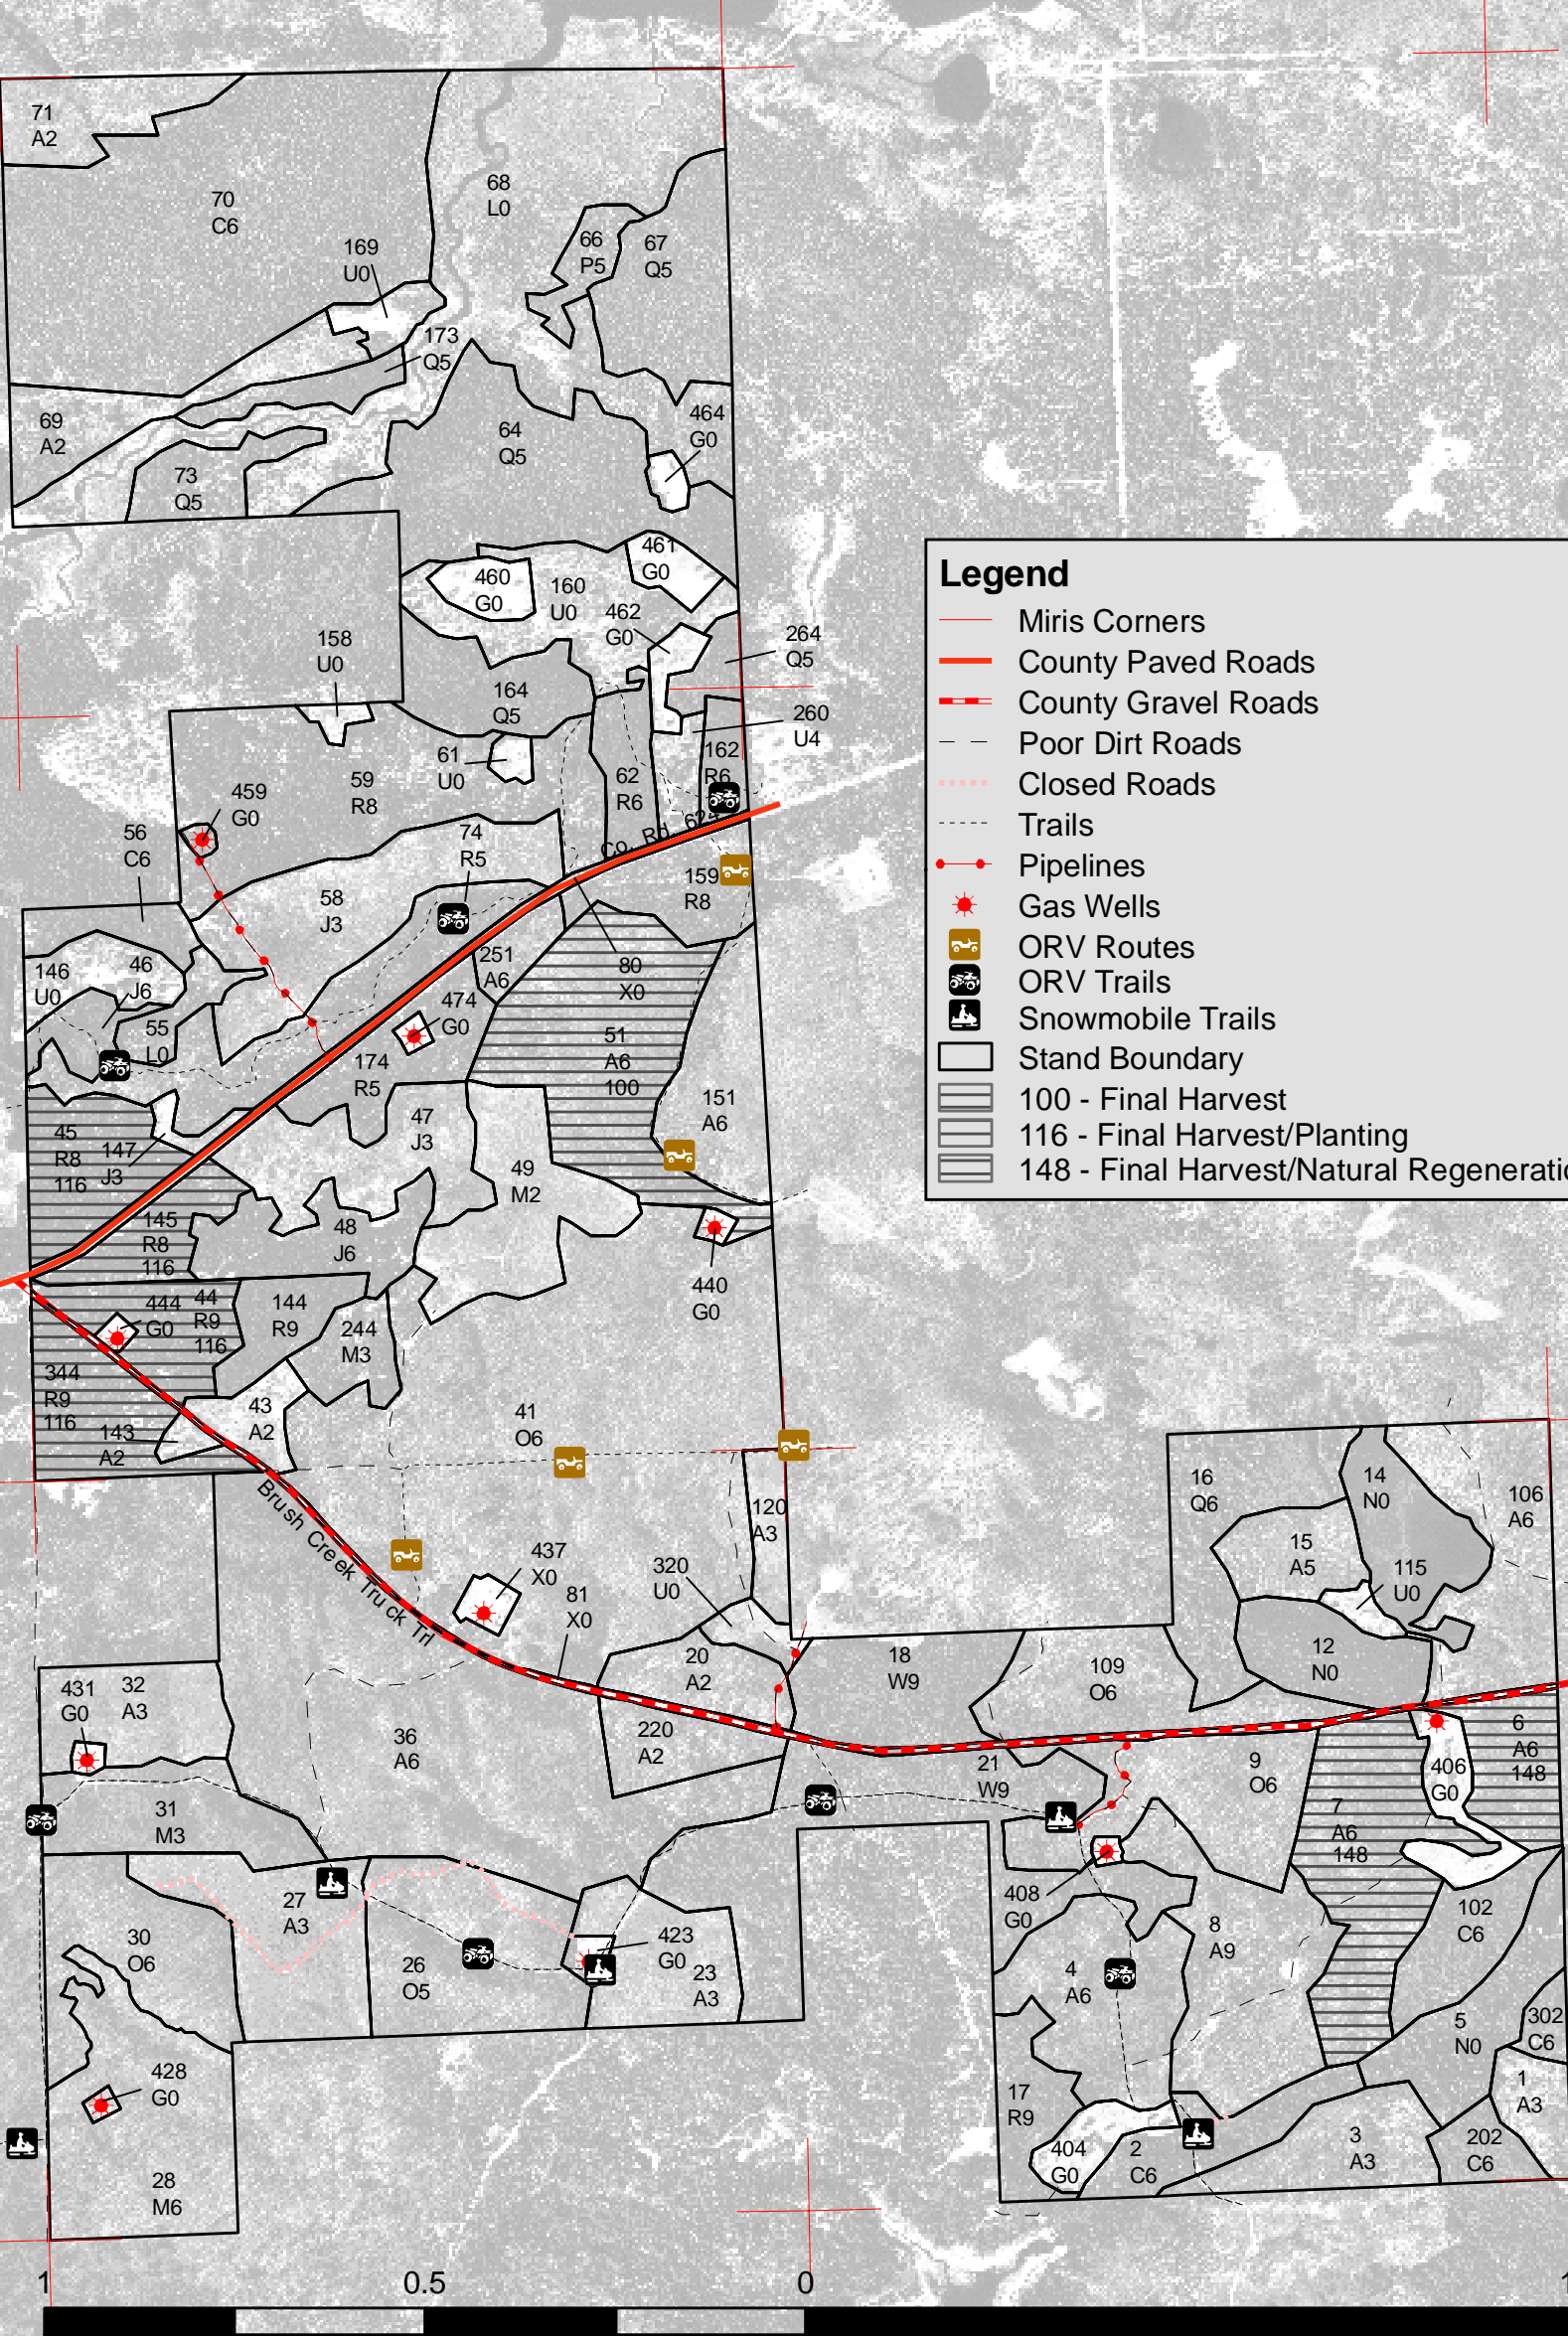 71
A2
70
C6
68
L0
66
P5
67
Q5
169
U0
173
Q5
69
A2
73
Q5
64
Q5
464
G0
460
G0
160
U0
461
G0
462
G0
264
Q5
158
U0
164
Q5
260
U4
61
U0
162
R6
62
R6
59
R8
459
G0
56
C6
74
R5
Co. Rd. 624
159
R8
58
J3
251
A6
80
X0
146
U0
46
J6
55
L0
474
G0
51
A6
100
174
R5
151
A6
47
J3
45
R8
116
147
J3
49
M2
145
R8
116
48
J6
440
G0
444
G0
44
R9
116
144
R9
244
M3
344
R9
116
43
A2
143
A2
41
O6
Brush Creek Truck Trl
120
A3
437
X0
81
X0
320
U0
20
A2
220
A2
18
W9
109
O6
16
Q6
14
N0
15
A5
115
U0
106
A6
12
N0
431
G0
32
A3
36
A6
21
W9
9
O6
6
A6
148
406
G0
7
A6
148
31
M3
30
O6
27
A3
26
O5
423
G0
23
A3
408
G0
8
A9
102
C6
4
A6
5
N0
302
C6
428
G0
17
R9
1
A3
404
G0
2
C6
3
A3
202
C6
28
M6
Legend
Miris Corners
County Paved Roads
County Gravel Roads
Poor Dirt Roads
Closed Roads
Trails
Pipelines
Gas Wells
ORV Routes
ORV Trails
Snowmobile Trails
Stand Boundary
100 - Final Harvest
116 - Final Harvest/Planting
148 - Final Harvest/Natural Regenerati
1 0.5 0